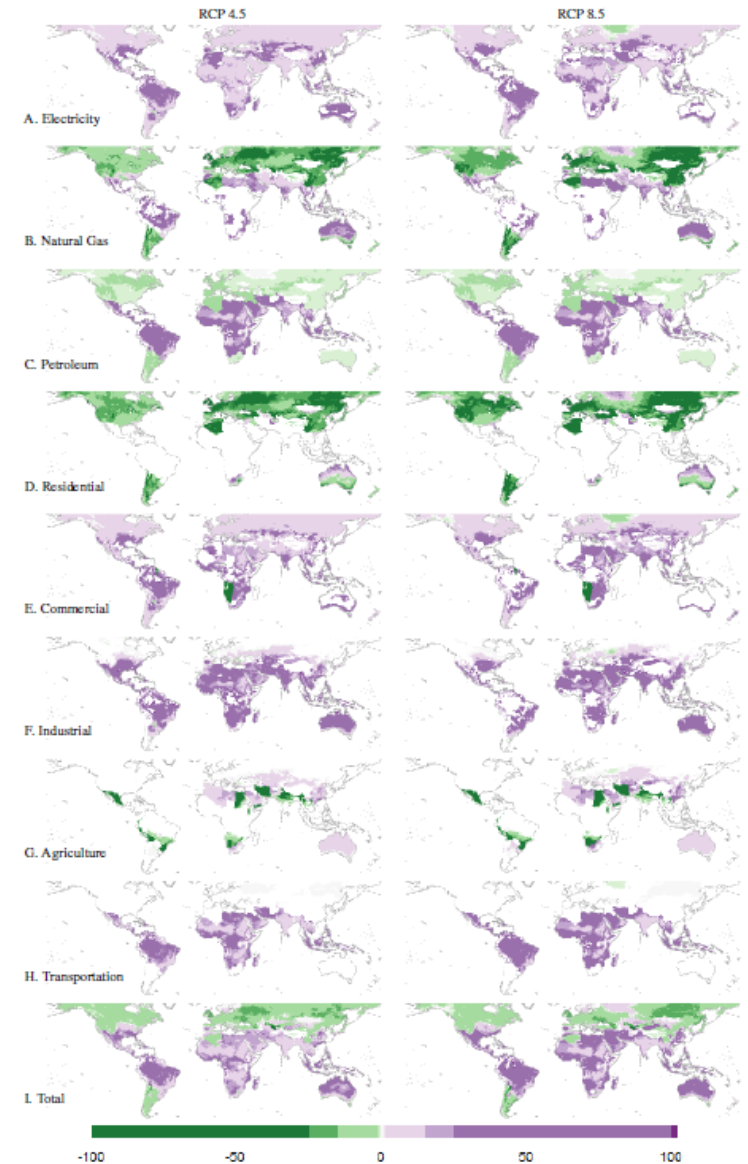 RCP 4.5
RCP 8.5
A. Electricity
B. Natural Gas
C. Petroleum
D. Residential
E. Commercial
F. Industrial
G. Agriculture
H. Transportation
I. Total
-100 -50 0 50 100